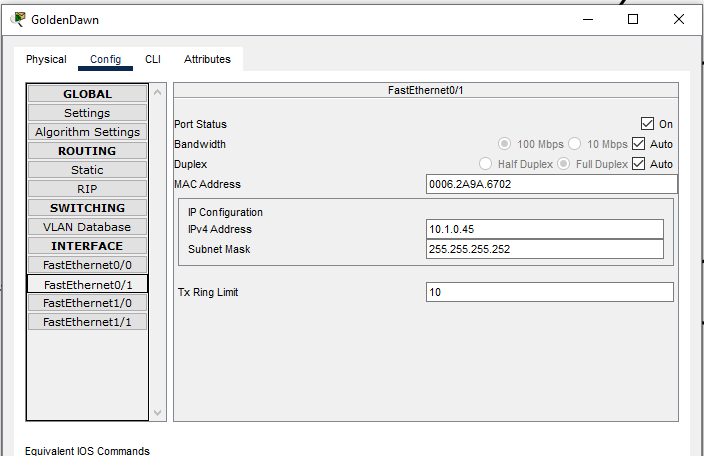 GoldenDawn
Physical Config CLI Attributes
GLOBAL
Settings
Algorithm Settings
ROUTING
Static
RIP
SWITCHING
VLAN Database
INTERFACE
FastEthernet0/0
FastEthernet0/1
FastEthernet1/0
FastEthernet1/1
FastEthernet0/1
Port Status On
Bandwidth 100 Mbps 10 Mbps Auto
Duplex Half Duplex Full Duplex Auto
MAC Address 0006.2A9A.6702
IP Configuration
IPv4 Address 10.1.0.45
Subnet Mask 255.255.255.252
Tx Ring Limit 10
Equivalent IOS Commands